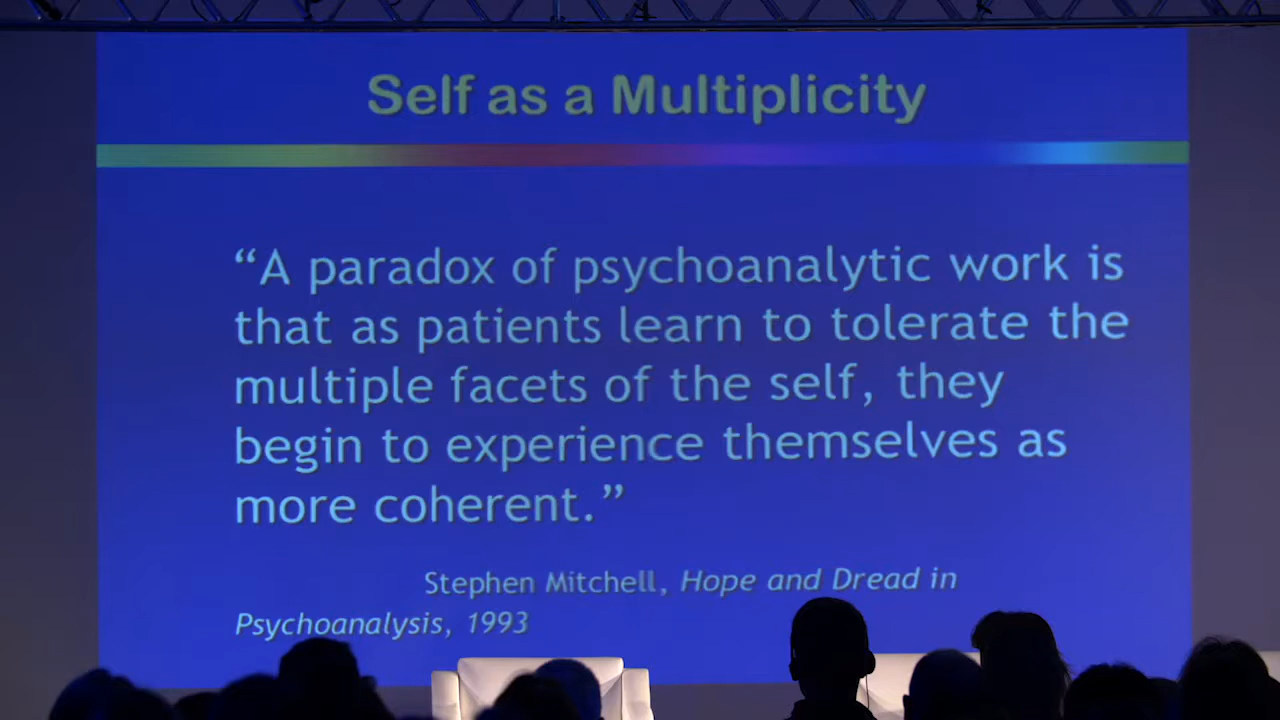 Self as a Multiplicity
“A paradox of psychoanalytic work is
that as patients learn to tolerate the
multiple facets of the self, they
begin to experience themselves as
more coherent.”
Stephen Mitchell, Hope and Dread in
Psychoanalysis, 1993